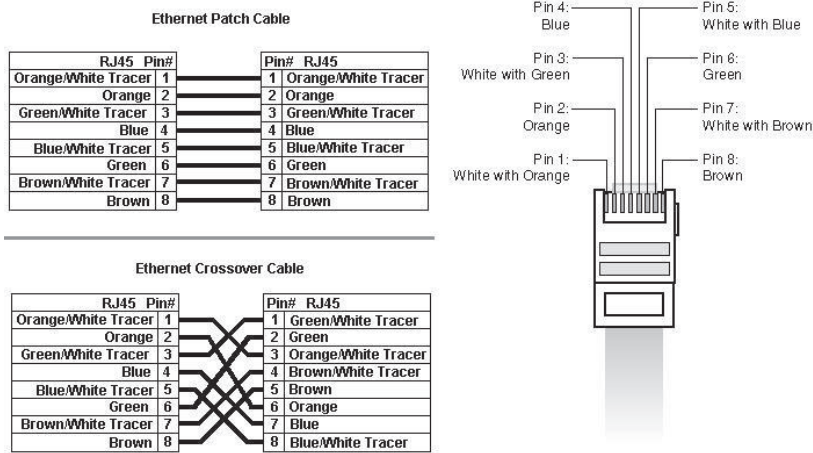 Ethernet Patch Cable
RJ45 Pin# Pin# RJ45
Orange/White Tracer 1 1 Orange/White Tracer
Orange 2 2 Orange
Green/White Tracer 3 3 Green/White Tracer
Blue 4 4 Blue
Blue/White Tracer 5 5 Blue/White Tracer
Green 6 6 Green
Brown/White Tracer 7 7 Brown/White Tracer
Brown 8 8 Brown
Ethernet Crossover Cable
RJ45 Pin# Pin# RJ45
Orange/White Tracer 1 1 Green/White Tracer
Orange 2 2 Green
Green/White Tracer 3 3 Orange/White Tracer
Blue 4 4 Brown/White Tracer
Blue/White Tracer 5 5 Brown
Green 6 6 Orange
Brown/White Tracer 7 7 Blue
Brown 8 8 Blue/White Tracer
Pin 4:
Blue
Pin 3:
White with Green
Pin 2:
Orange
Pin 1:
White with Orange
Pin 5:
White with Blue
Pin 6:
Green
Pin 7:
White with Brown
Pin 8:
Brown